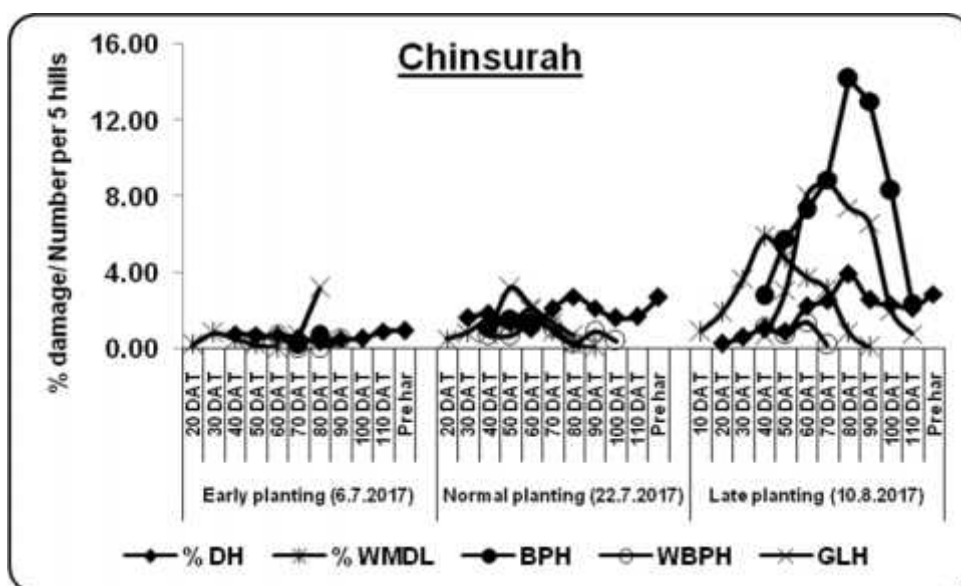 Chinsurah
% damage/ Number per 5 hills
16.00
12.00
8.00
4.00
0.00
20 DAT
30 DAT
40 DAT
50 DAT
60 DAT
70 DAT
80 DAT
90 DAT
100 DAT
110 DAT
Pre har
20 DAT
30 DAT
40 DAT
50 DAT
60 DAT
70 DAT
80 DAT
90 DAT
100 DAT
110 DAT
Pre har
10 DAT
20 DAT
30 DAT
40 DAT
50 DAT
60 DAT
70 DAT
80 DAT
90 DAT
100 DAT
110 DAT
Pre har
Early planting (6.7.2017)
Normal planting (22.7.2017)
Late planting (10.8.2017)
% DH
% WMDL
BPH
WBPH
GLH